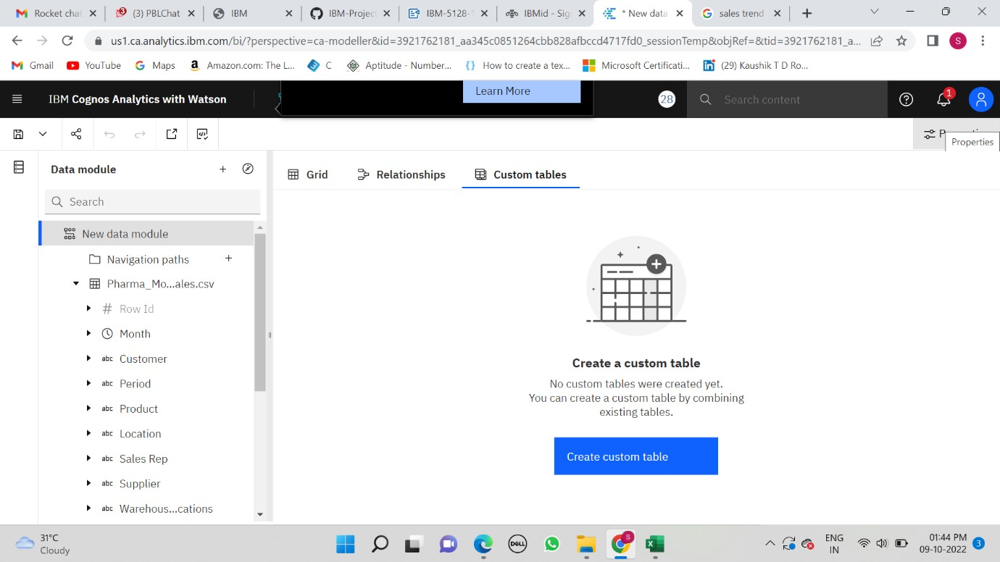 Rocket chat
(3) PBLChat
IBM
IBM-Projec
IBM-5128-1
IBMid - Sig
* New data
sales trend
us1.ca.analytics.ibm.com/bi/?perspective=ca-modeller&id=3921762181_aa345c0851264cbb828afbccd4717fd0_sessionTemp&objRef=&tid=3921762181_a...
S
Gmail
YouTube
Maps
Amazon.com: The L...
C
Aptitude - Number...
How to create a tex...
Microsoft Certificati...
(29) Kaushik T D Ro...
IBM Cognos Analytics with Watson
Learn More
28
Search content
1
Properties
Data module
Grid
Relationships
Custom tables
Search
New data module
Navigation paths
Pharma_Mo...ales.csv
# Row Id
Month
abc Customer
abc Period
abc Product
abc Location
abc Sales Rep
abc Supplier
abc Warehous...cations
Create a custom table
No custom tables were created yet.
You can create a custom table by combining
existing tables.
Create custom table
31°C
Cloudy
DELL
S
ENG
IN
01:44 PM
09-10-2022
3